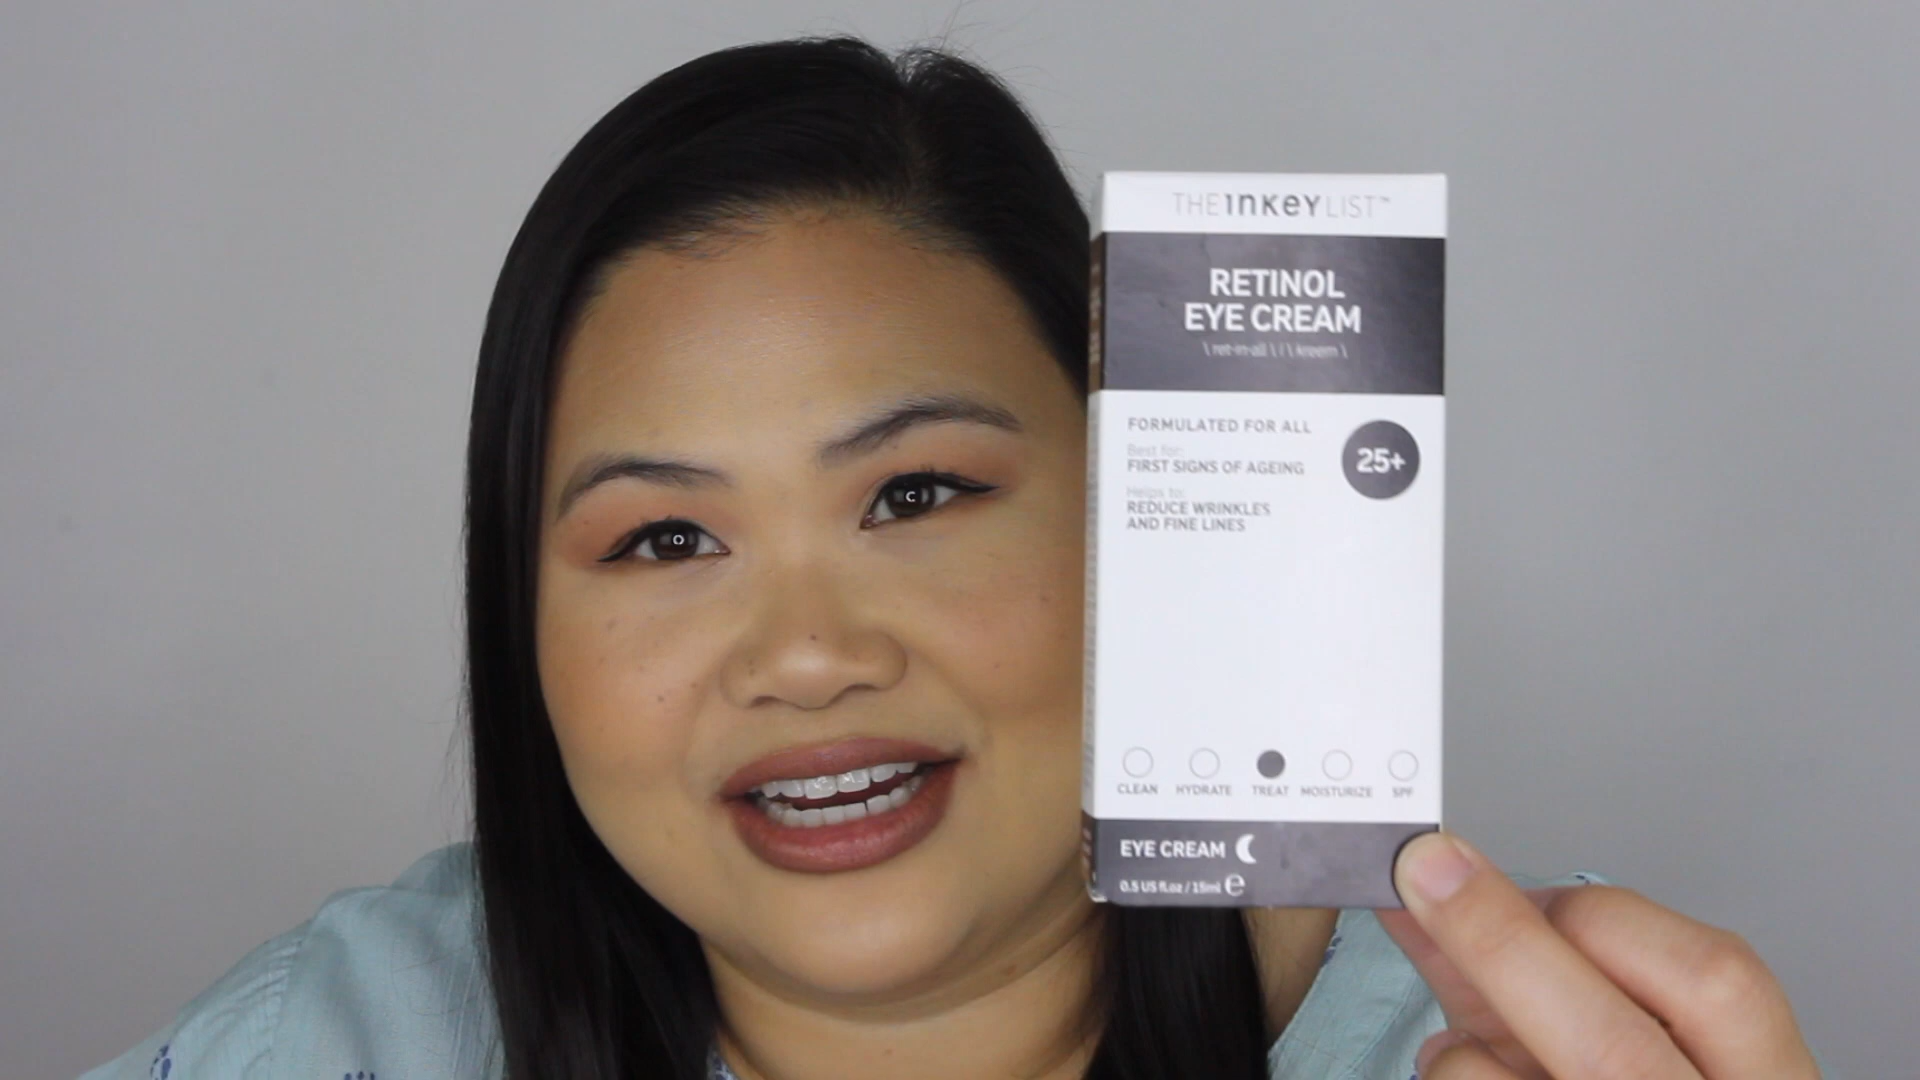 THE INKEY LIST™
RETINOL
EYE CREAM
\ ret-in-all \ I \ kreem \
FORMULATED FOR ALL
25+
Best for:
FIRST SIGNS OF AGEING
Helps to:
REDUCE WRINKLES
AND FINE LINES
CLEAN HYDRATE TREAT MOISTURIZE SPF
EYE CREAM
0.5 US fl.oz / 15ml ℮